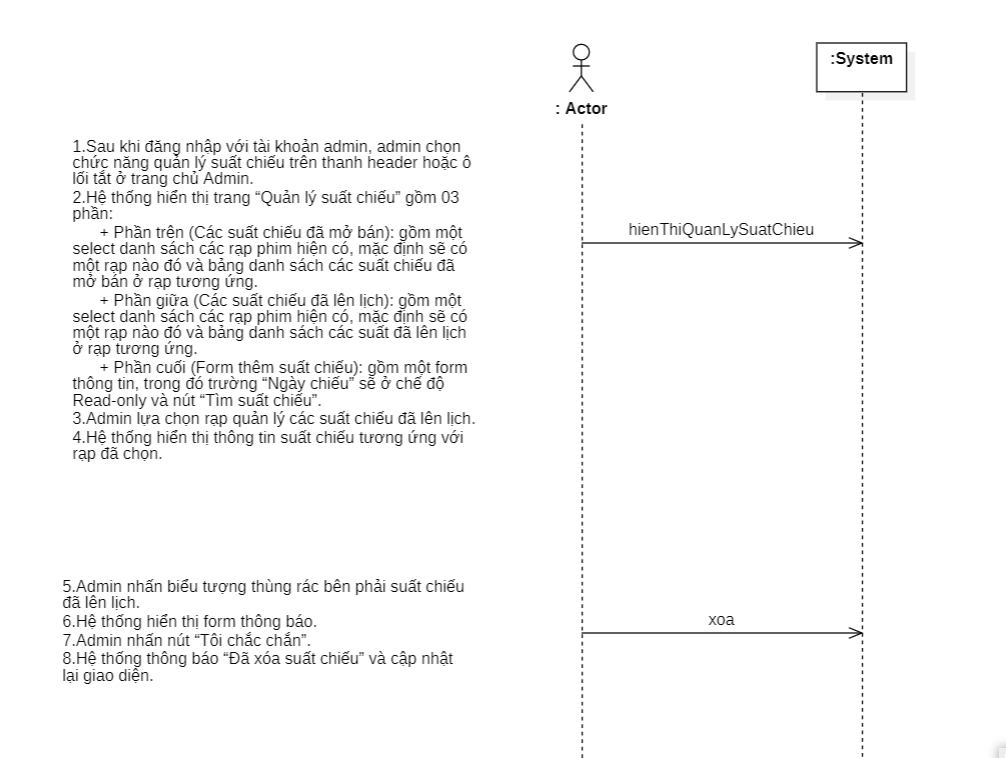 :System
: Actor
1.Sau khi đăng nhập với tài khoản admin, admin chọn
chức năng quản lý suất chiếu trên thanh header hoặc ô
lối tắt ở trang chủ Admin.
2.Hệ thống hiển thị trang “Quản lý suất chiếu” gồm 03
phần:
+ Phần trên (Các suất chiếu đã mở bán): gồm một
select danh sách các rạp phim hiện có, mặc định sẽ có
một rạp nào đó và bảng danh sách các suất chiếu đã
mở bán ở rạp tương ứng.
+ Phần giữa (Các suất chiếu đã lên lịch): gồm một
select danh sách các rạp phim hiện có, mặc định sẽ có
một rạp nào đó và bảng danh sách các suất đã lên lịch
ở rạp tương ứng.
+ Phần cuối (Form thêm suất chiếu): gồm một form
thông tin, trong đó trường “Ngày chiếu” sẽ ở chế độ
Read-only và nút “Tìm suất chiếu”.
3.Admin lựa chọn rạp quản lý các suất chiếu đã lên lịch.
4.Hệ thống hiển thị thông tin suất chiếu tương ứng với
rạp đã chọn.
hienThiQuanLySuatChieu
5.Admin nhấn biểu tượng thùng rác bên phải suất chiếu
đã lên lịch.
6.Hệ thống hiển thị form thông báo.
7.Admin nhấn nút “Tôi chắc chắn”.
8.Hệ thống thông báo “Đã xóa suất chiếu” và cập nhật
lại giao diện.
xoa